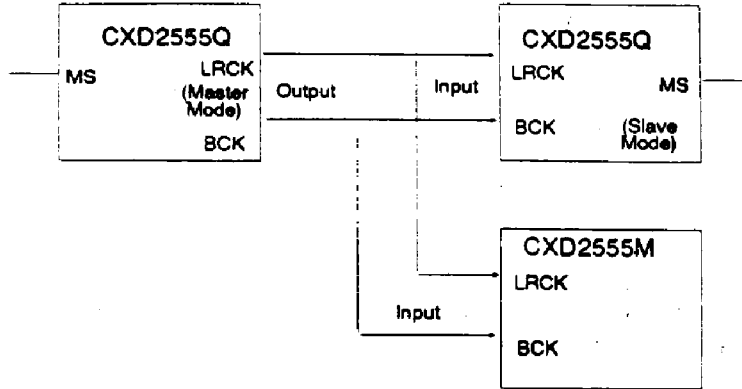 CXD2555Q
MS
LRCK
(Master
Mode)
BCK
Output
Input
CXD2555Q
LRCK
MS
BCK
(Slave
Mode)
CXD2555M
LRCK
Input
BCK